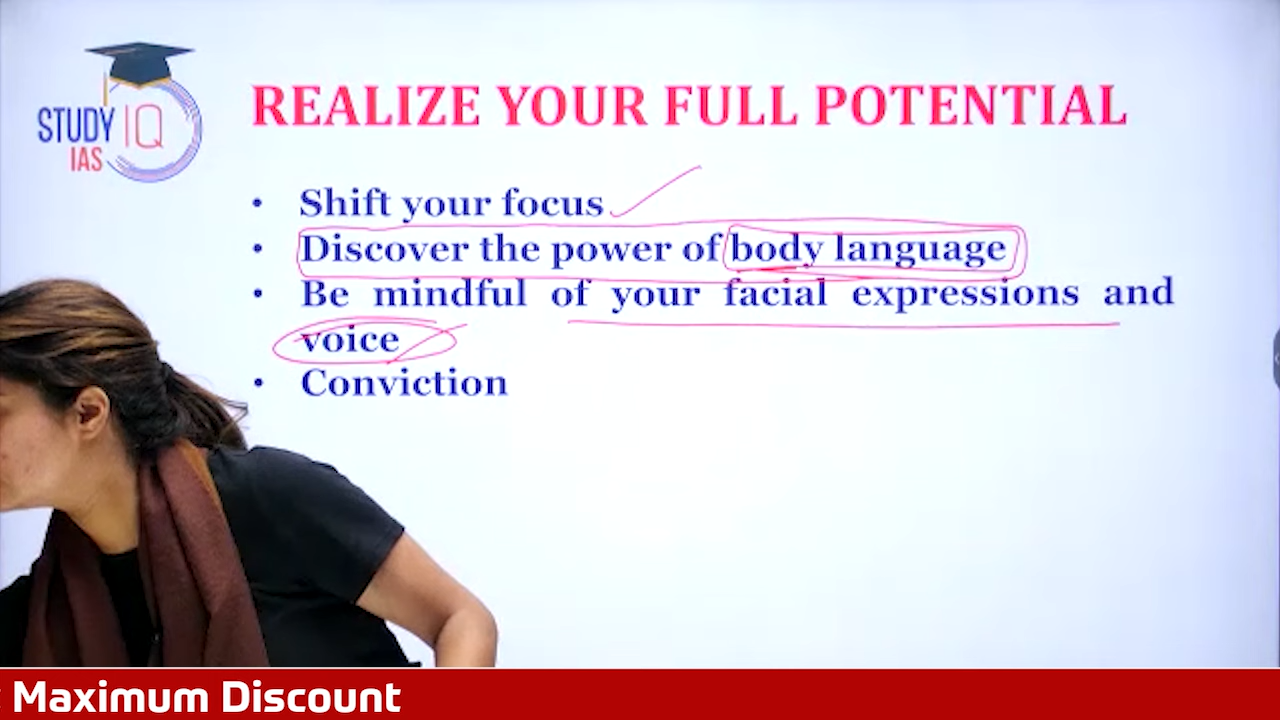 STUDY IQ
IAS
REALIZE YOUR FULL POTENTIAL
• Shift your focus
• Discover the power of body language
• Be mindful of your facial expressions and
voice
• Conviction
Maximum Discount